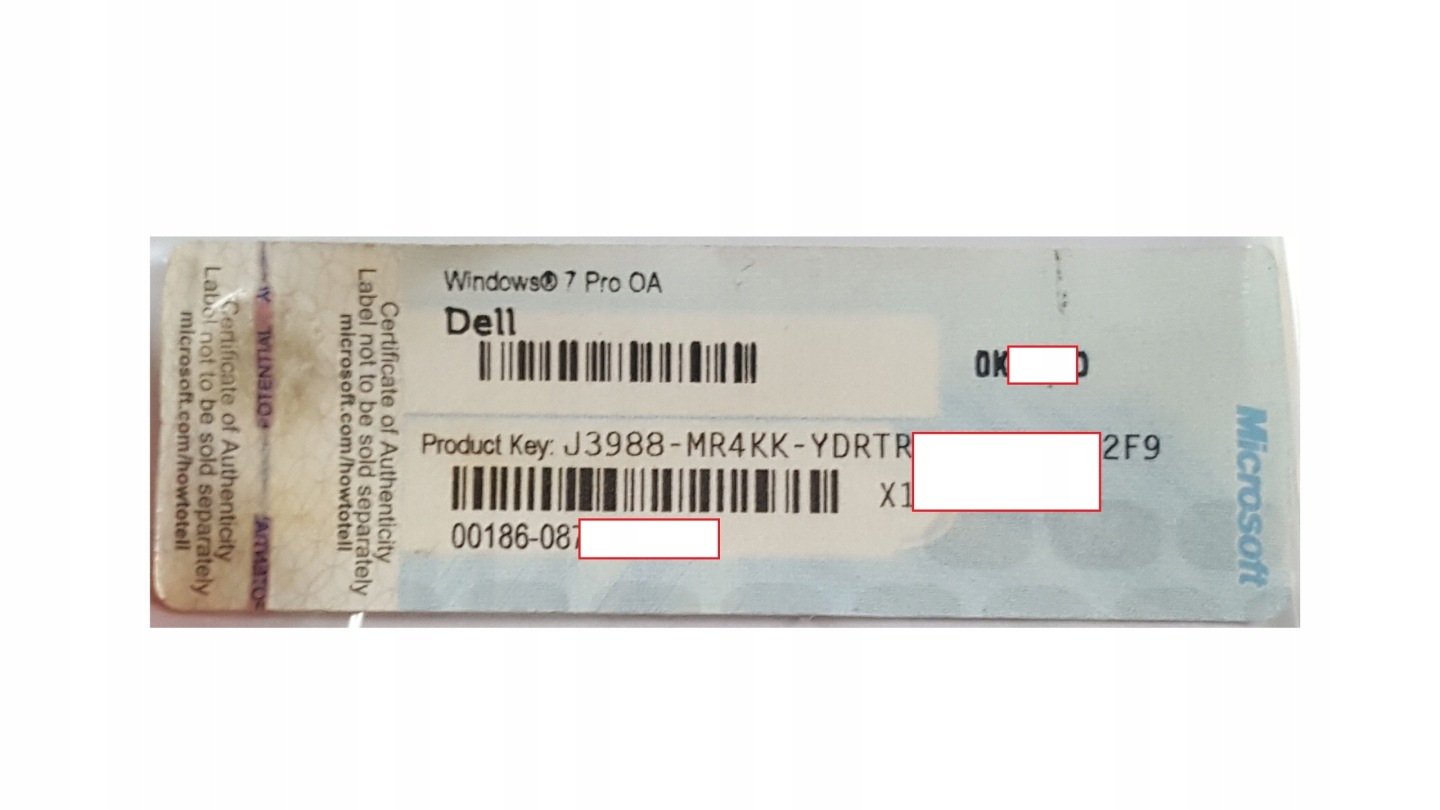 Windows® 7 Pro OA
Dell
0K
Product Key: J3988-MR4KK-YDRTR 2F9
X1
00186-087
Microsoft
Certificate of Authenticity
Label not to be sold separately
microsoft.com/howtotell
Certificate of Authenticity
Label not to be sold separately
microsoft.com/howtotell